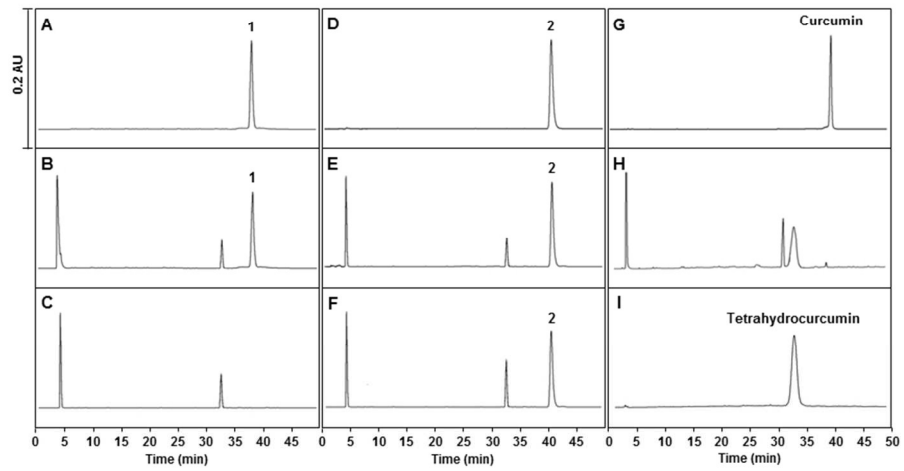 A
1
D
2
G
Curcumin
0.2 AU
B
1
E
2
H
C
F
2
I
Tetrahydrocurcumin
0 5 10 15 20 25 30 35 40 45
0 5 10 15 20 25 30 35 40 45
0 5 10 15 20 25 30 35 40 45 50
Time (min)
Time (min)
Time (min)